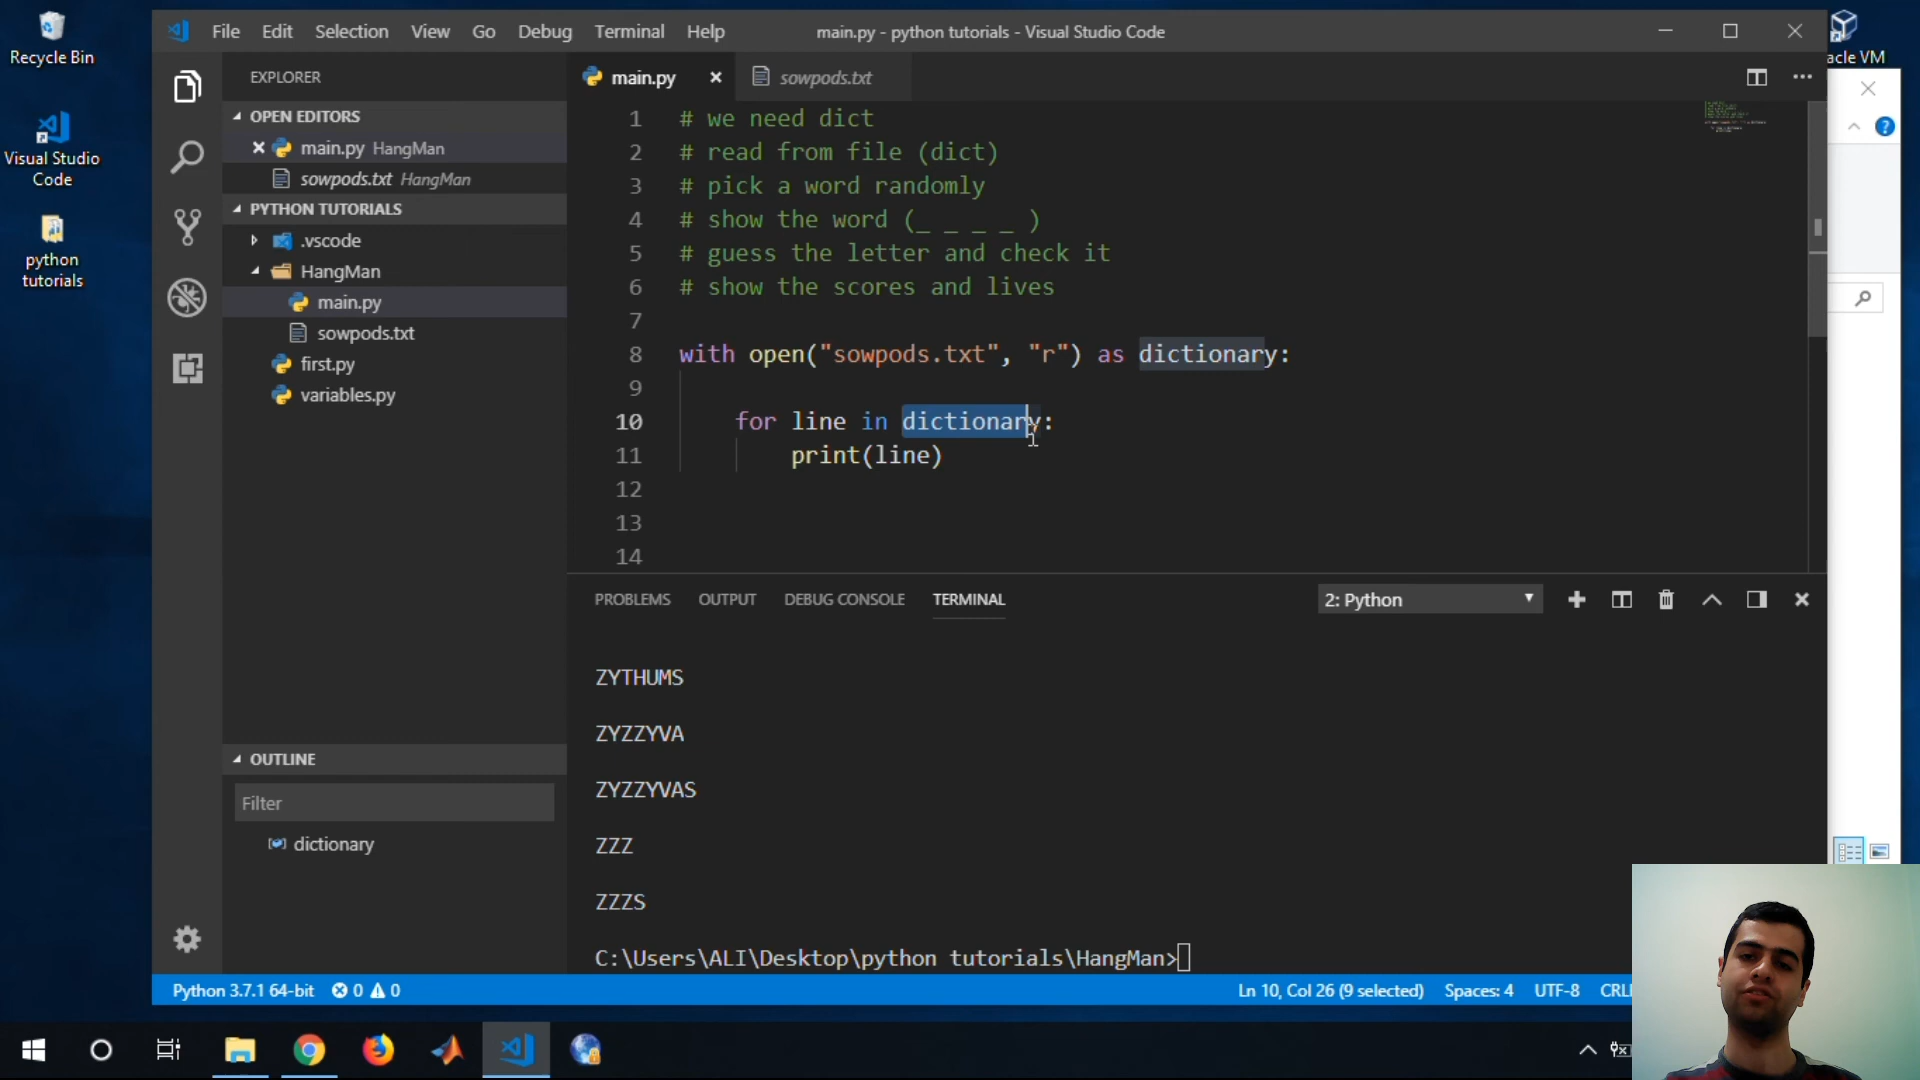 Recycle Bin
Visual Studio
Code
python
tutorials
File Edit Selection View Go Debug Terminal Help
main.py - python tutorials - Visual Studio Code
acle VM
EXPLORER
OPEN EDITORS
main.py HangMan
sowpods.txt HangMan
PYTHON TUTORIALS
.vscode
HangMan
main.py
sowpods.txt
first.py
variables.py
OUTLINE
Filter
dictionary
main.py
sowpods.txt
1 # we need dict
2 # read from file (dict)
3 # pick a word randomly
4 # show the word (_ _ _ _ )
5 # guess the letter and check it
6 # show the scores and lives
7
8 with open("sowpods.txt", "r") as dictionary:
9
10 for line in dictionary:
11 print(line)
12
13
14
PROBLEMS OUTPUT DEBUG CONSOLE TERMINAL
2: Python
ZYTHUMS
ZYZZYVA
ZYZZYVAS
ZZZ
ZZZS
C:\Users\ALI\Desktop\python tutorials\HangMan>
Python 3.7.1 64-bit 0 0
Ln 10, Col 26 (9 selected) Spaces: 4 UTF-8 CRL